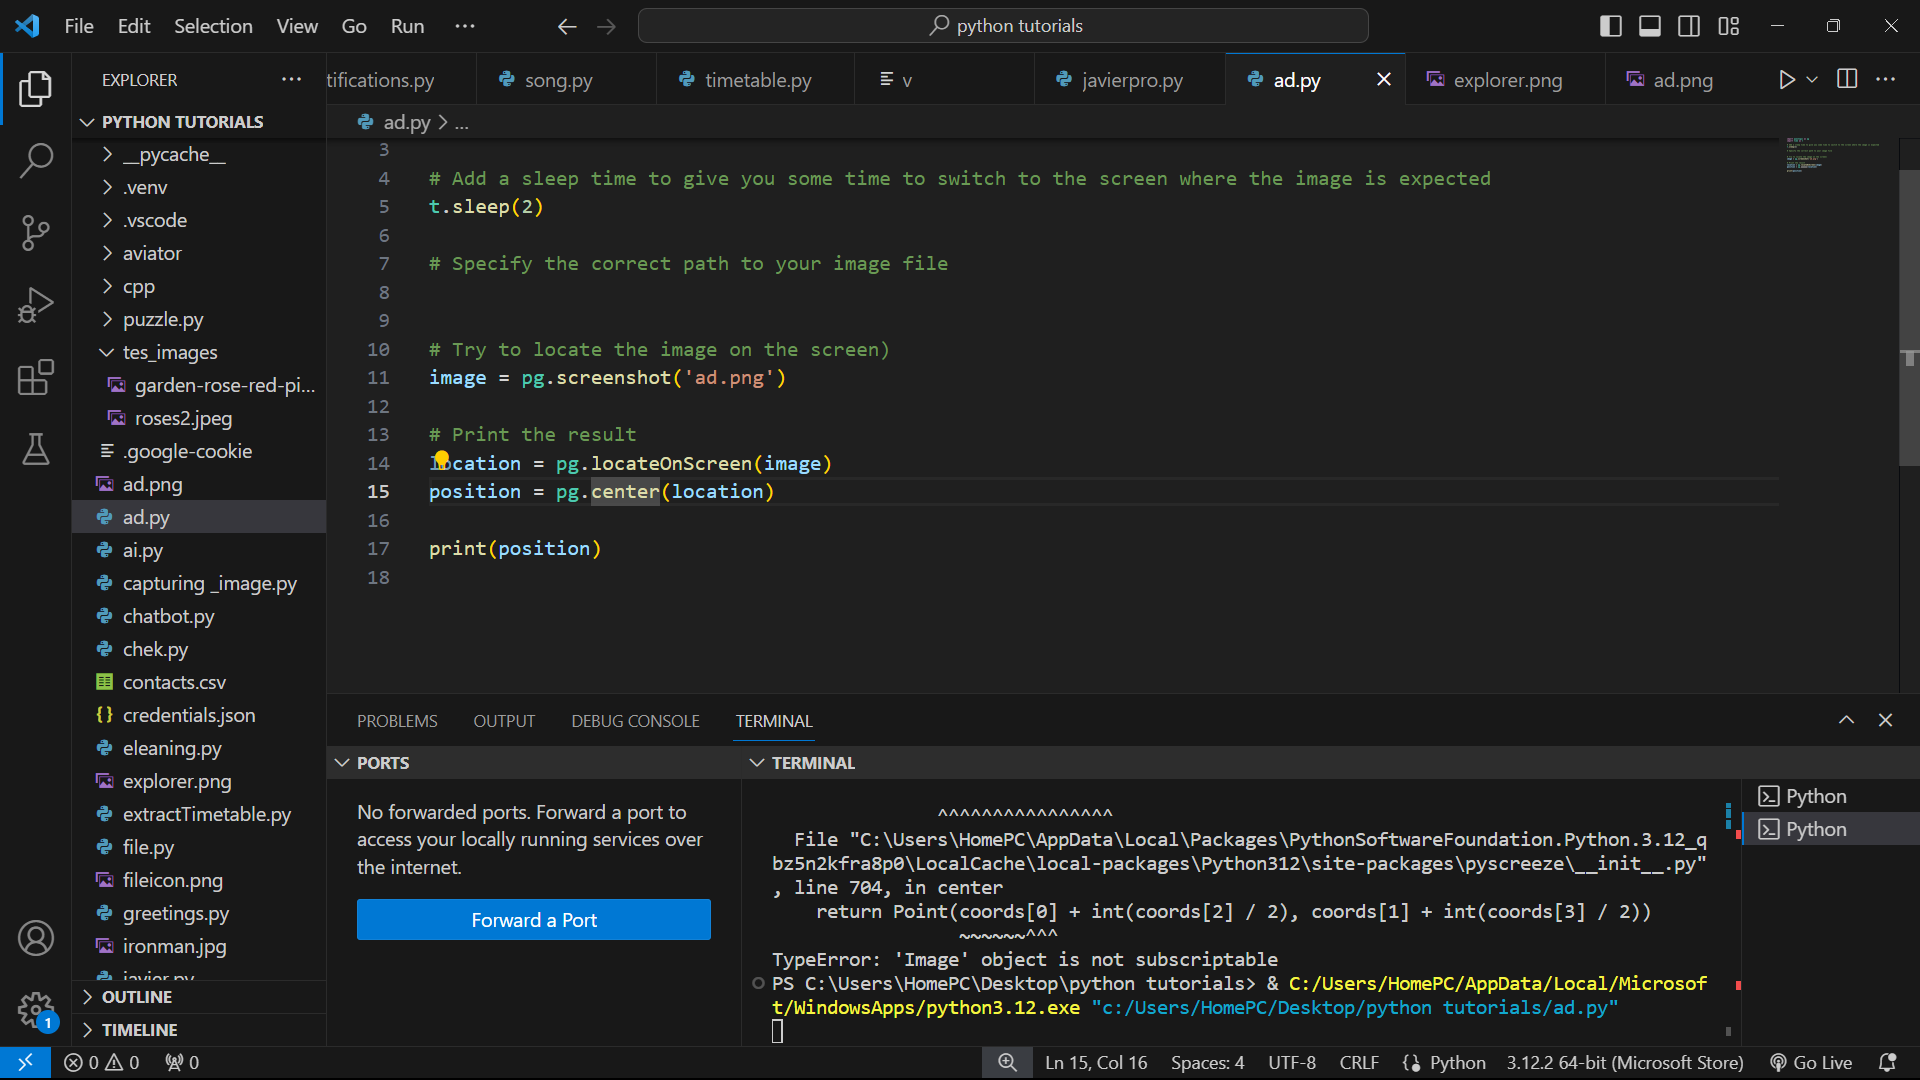 File Edit Selection View Go Run ··· python tutorials
EXPLORER ···
tifications.py song.py timetable.py v javierpro.py ad.py explorer.png ad.png ···
PYTHON TUTORIALS
__pycache__
.venv
.vscode
aviator
cpp
puzzle.py
tes_images
garden-rose-red-pi...
roses2.jpeg
.google-cookie
ad.png
ad.py
ai.py
capturing _image.py
chatbot.py
chek.py
contacts.csv
credentials.json
eleaning.py
explorer.png
extractTimetable.py
file.py
fileicon.png
greetings.py
ironman.jpg
javier.py
OUTLINE
TIMELINE
ad.py > ...
3
4 # Add a sleep time to give you some time to switch to the screen where the image is expected
5 t.sleep(2)
6
7 # Specify the correct path to your image file
8
9
10 # Try to locate the image on the screen)
11 image = pg.screenshot('ad.png')
12
13 # Print the result
14 location = pg.locateOnScreen(image)
15 position = pg.center(location)
16
17 print(position)
18
PROBLEMS OUTPUT DEBUG CONSOLE TERMINAL
PORTS
No forwarded ports. Forward a port to
access your locally running services over
the internet.
Forward a Port
TERMINAL
^^^^^^^^^^^^^^^^
File "C:\Users\HomePC\AppData\Local\Packages\PythonSoftwareFoundation.Python.3.12_q
bz5n2kfra8p0\LocalCache\local-packages\Python312\site-packages\pyscreeze\__init__.py"
, line 704, in center
return Point(coords[0] + int(coords[2] / 2), coords[1] + int(coords[3] / 2))
~~~~~~^^^
TypeError: 'Image' object is not subscriptable
PS C:\Users\HomePC\Desktop\python tutorials> & C:/Users/HomePC/AppData/Local/Microsof
t/WindowsApps/python3.12.exe "c:/Users/HomePC/Desktop/python tutorials/ad.py"
Python
Python
1
0 0 0 Ln 15, Col 16 Spaces: 4 UTF-8 CRLF Python 3.12.2 64-bit (Microsoft Store) Go Live